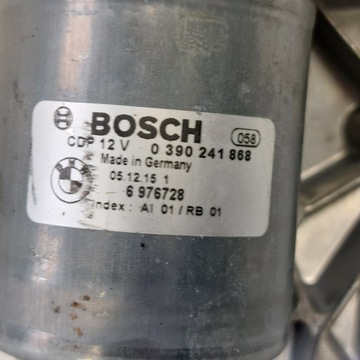 BOSCH 058
CDP 12 V 0 390 241 868
Made in Germany
05.12.15 1
BMW 6 976728
Index: AI 01 / RB 01